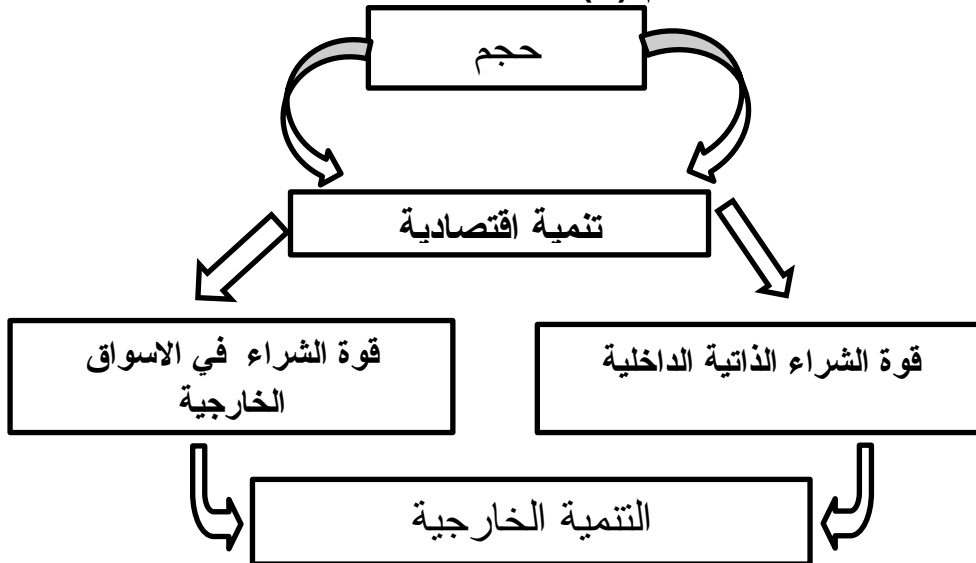 حجم
تنمية اقتصادية
قوة الشراء الذاتية الداخلية
قوة الشراء في الاسواق
الخارجية
التنمية الخارجية